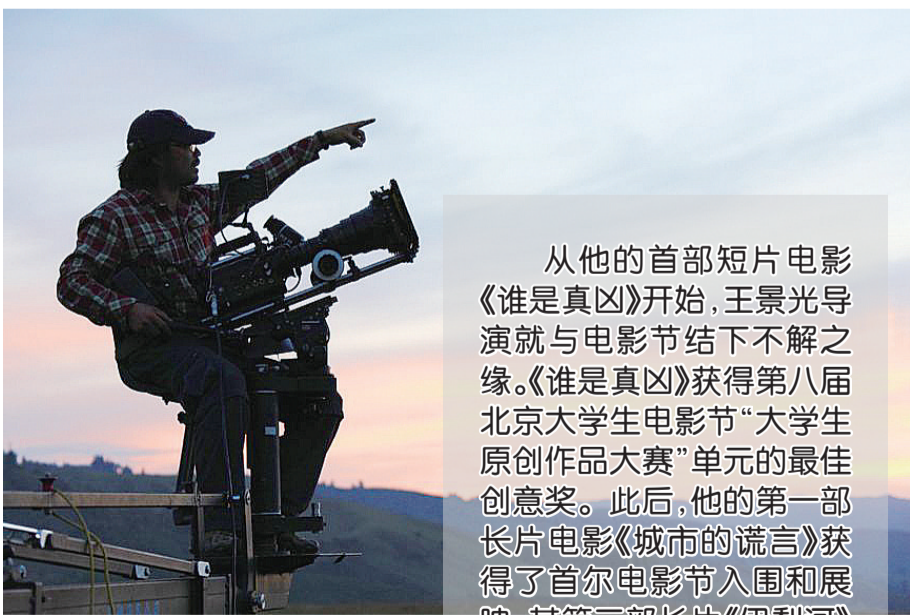 从他的首部短片电影
《谁是真凶》开始，王景光导
演就与电影节结下不解之
缘。《谁是真凶》获得第八届
北京大学生电影节“大学生
原创作品大赛”单元的最佳
创意奖。此后，他的第一部
长片电影《城市的谎言》获
得了首尔电影节入围和展